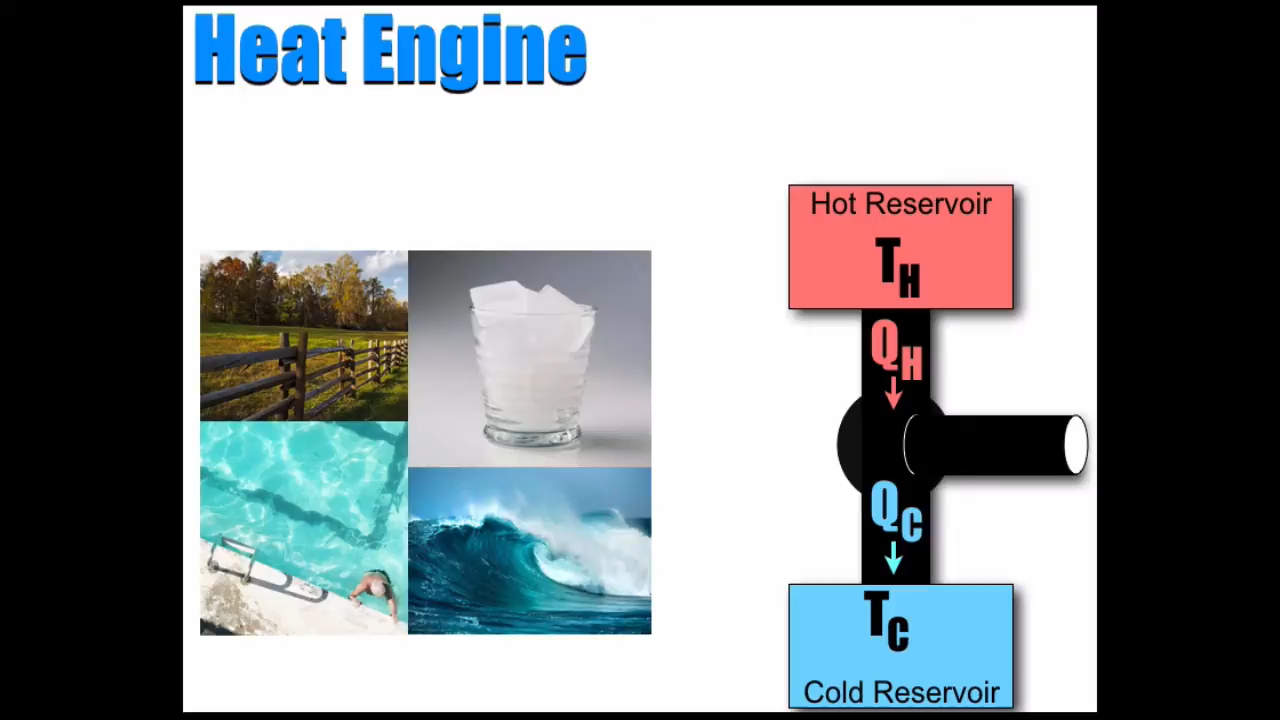 Heat Engine
Hot Reservoir
TH
QH
QC
TC
Cold Reservoir